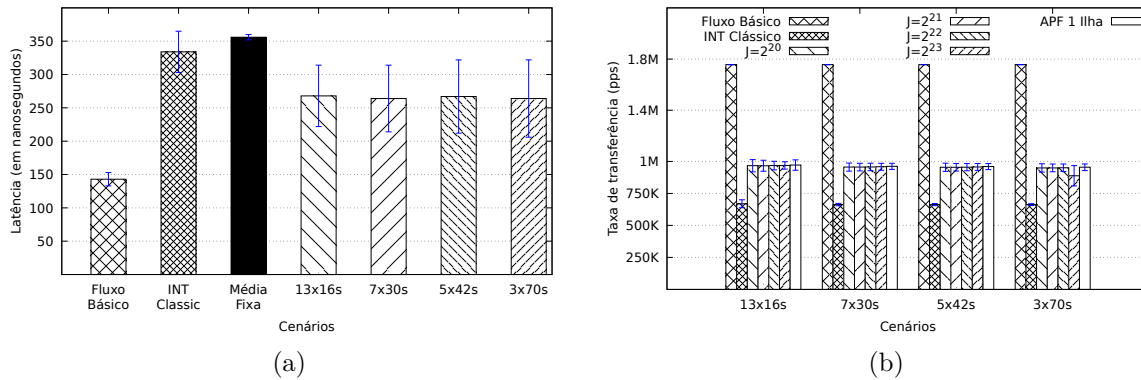 Latência (em nanosegundos)
350
300
250
200
150
100
50
Fluxo Básico
INT Classic
Média Fixa
13x16s
7x30s
5x42s
3x70s
Cenários
(a)
Fluxo Básico
INT Clássico
J=2^20
J=2^21
J=2^22
J=2^23
APF 1 Ilha
Taxa de transferência (pps)
1.8M
1.4M
1M
750K
500K
250K
13x16s
7x30s
5x42s
3x70s
Cenários
(b)